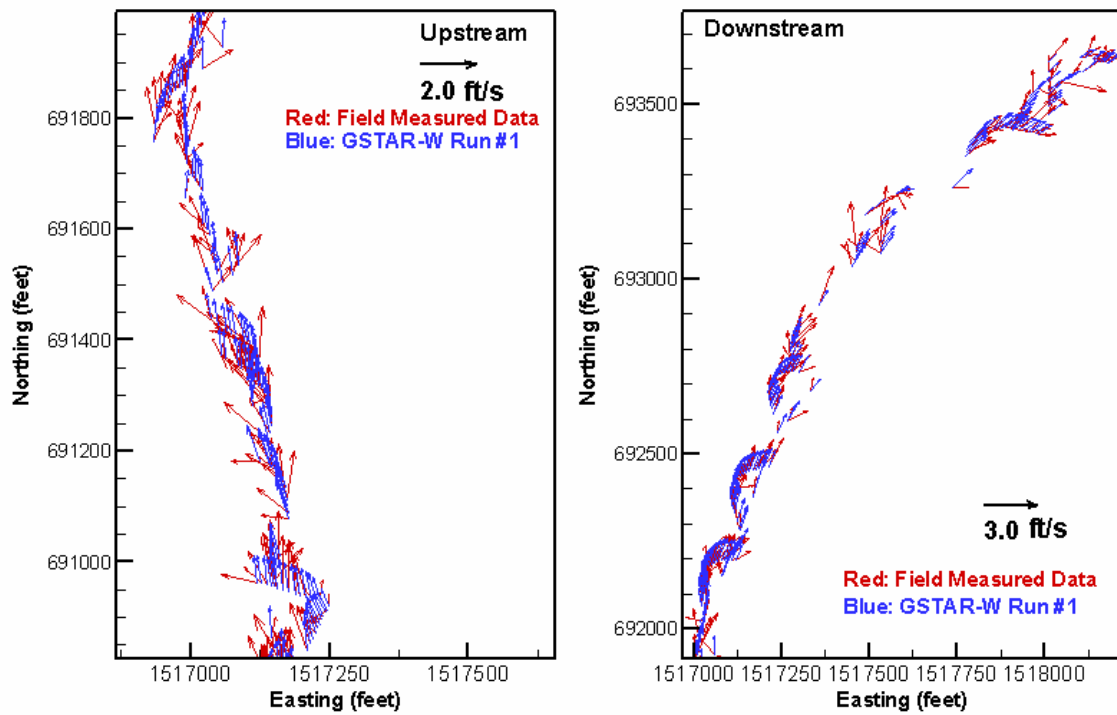 Upstream
2.0 ft/s
Red: Field Measured Data
Blue: GSTAR-W Run #1
691800
691600
691400
691200
691000
Northing (feet)
1517000
1517250
1517500
Easting (feet)
Downstream
693500
693000
692500
692000
Northing (feet)
3.0 ft/s
Red: Field Measured Data
Blue: GSTAR-W Run #1
1517000
1517250
1517500
1517750
1518000
Easting (feet)